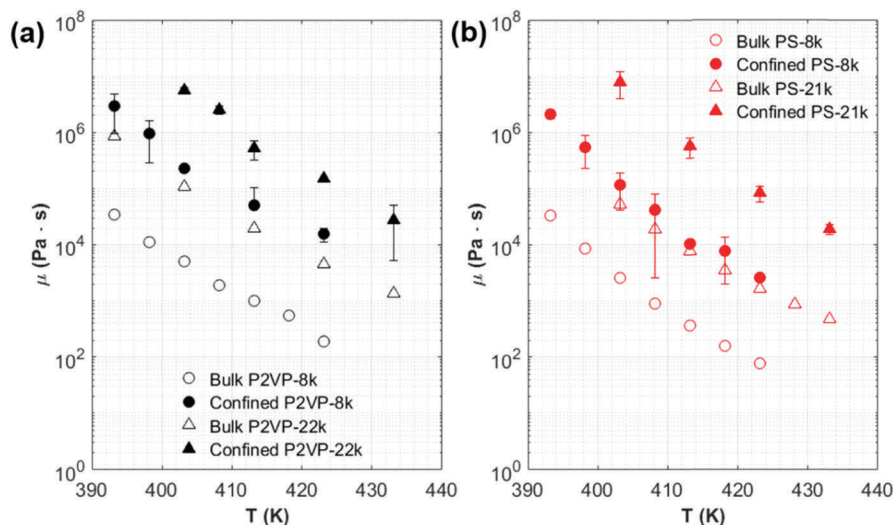 (a)
10^8
10^6
10^4
10^2
10^0
μ (Pa · s)
Bulk P2VP-8k
Confined P2VP-8k
Bulk P2VP-22k
Confined P2VP-22k
390 400 410 420 430 440
T (K)
(b)
10^8
10^6
10^4
10^2
10^0
μ (Pa · s)
Bulk PS-8k
Confined PS-8k
Bulk PS-21k
Confined PS-21k
390 400 410 420 430 440
T (K)